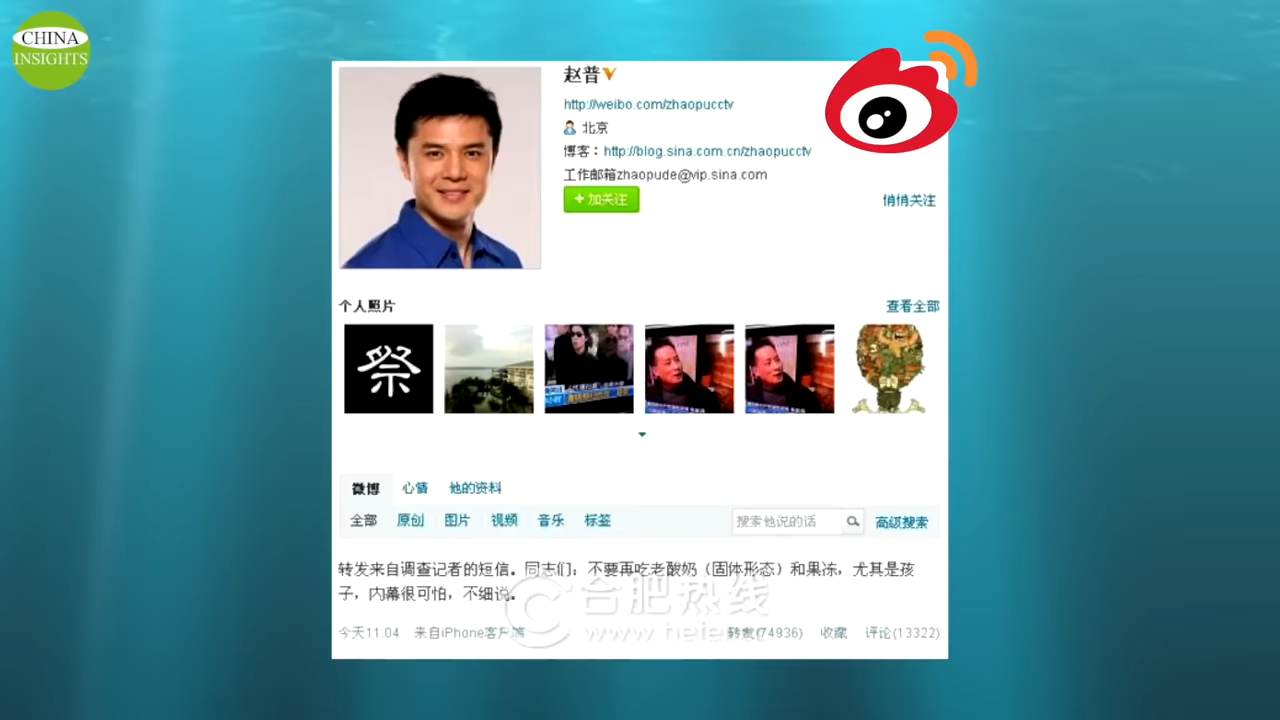 CHINA
INSIGHTS
赵普
http://weibo.com/zhaopucctv
北京
博客：http://blog.sina.com.cn/zhaopucctv
工作邮箱zhaopude@vip.sina.com
+ 加关注
悄悄关注
个人照片
查看全部
祭
微博 心情 他的资料
全部 原创 图片 视频 音乐 标签 搜索他说的话 高级搜索
转发来自调查记者的短信。同志们：不要再吃老酸奶（固体形态）和果冻，尤其是孩
子，内幕很可怕，不细说。
合肥热线
今天11:04 来自iPhone客户端 转发(74936) 收藏 评论(13322)